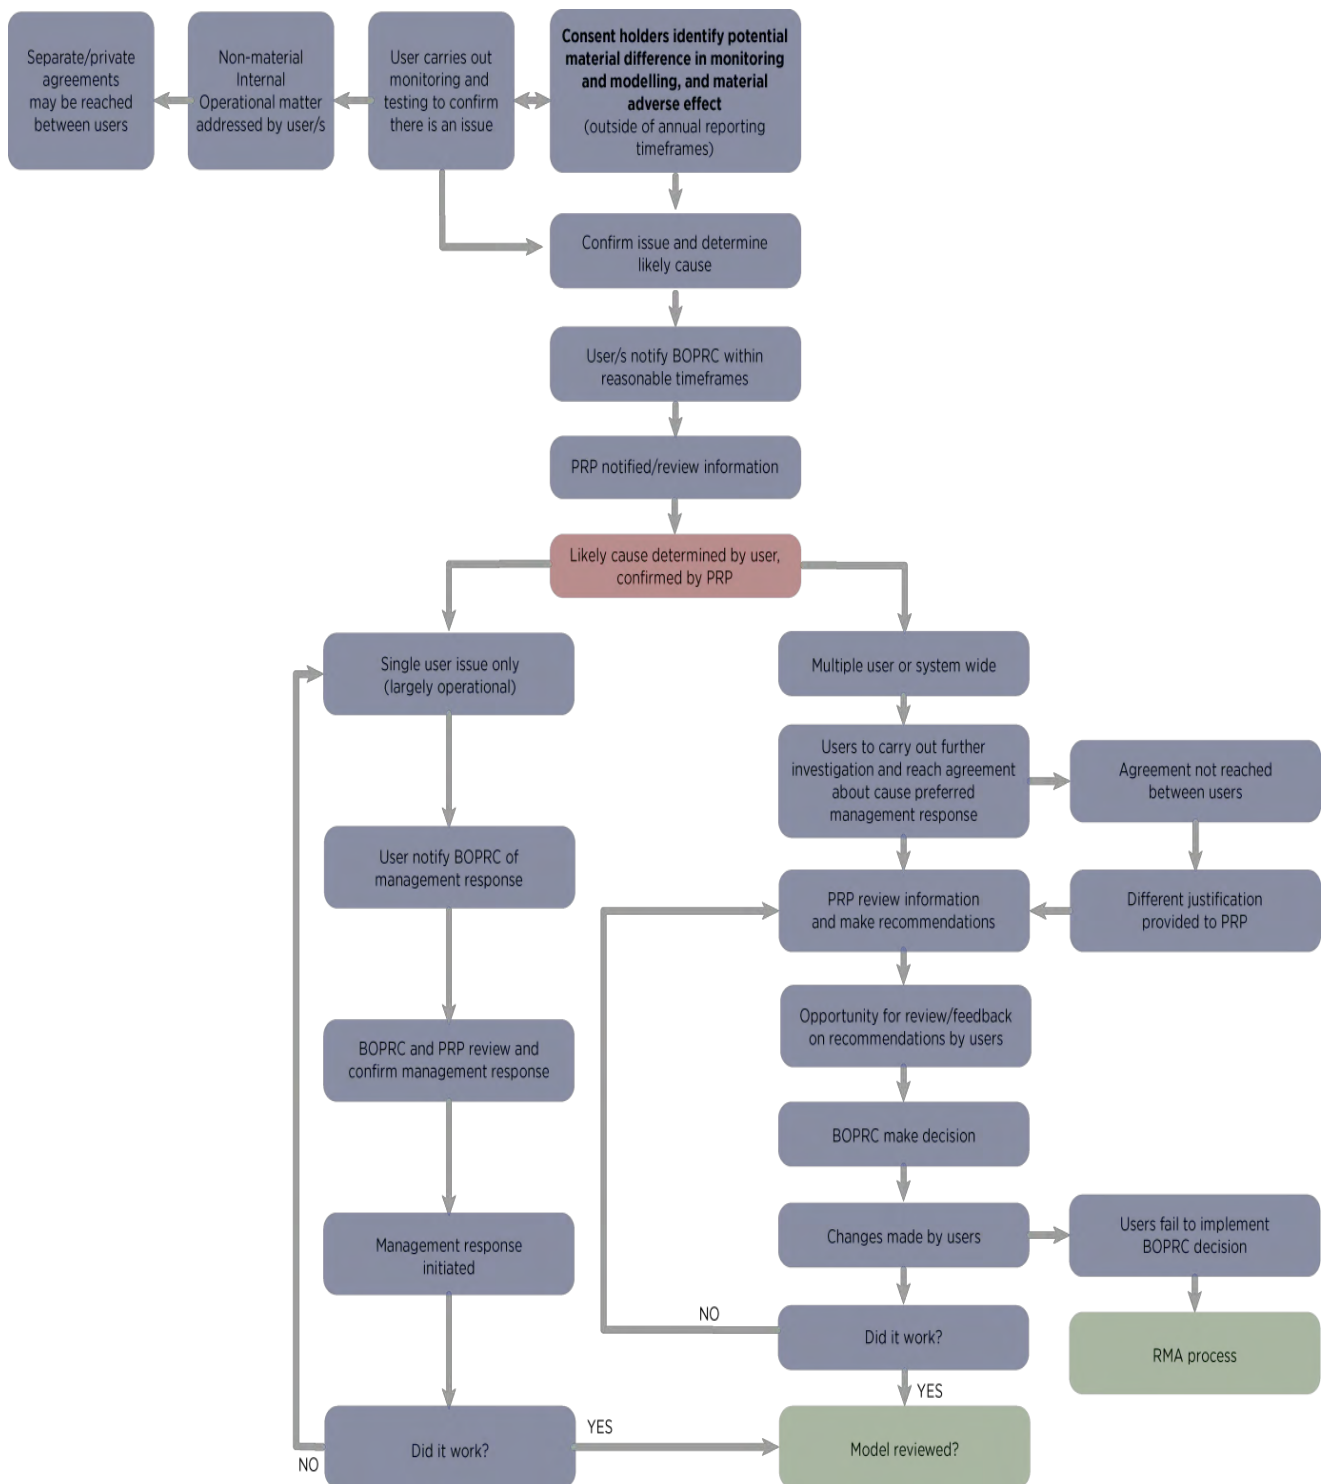 Separate/private
agreements
may be reached
between users
Non-material
Internal
Operational matter
addressed by user/s
User carries out
monitoring and
testing to confirm
there is an issue
Consent holders identify potential
material difference in monitoring
and modelling, and material
adverse effect
(outside of annual reporting
timeframes)
Confirm issue and determine
likely cause
User/s notify BOPRC within
reasonable timeframes
PRP notified/review information
Likely cause determined by user,
confirmed by PRP
Single user issue only
(largely operational)
User notify BOPRC of
management response
BOPRC and PRP review and
confirm management response
Management response
initiated
Did it work?
NO
YES
Multiple user or system wide
Users to carry out further
investigation and reach agreement
about cause preferred
management response
Agreement not reached
between users
Different justification
provided to PRP
PRP review information
and make recommendations
Opportunity for review/feedback
on recommendations by users
BOPRC make decision
Changes made by users
Users fail to implement
BOPRC decision
RMA process
Did it work?
NO
YES
Model reviewed?